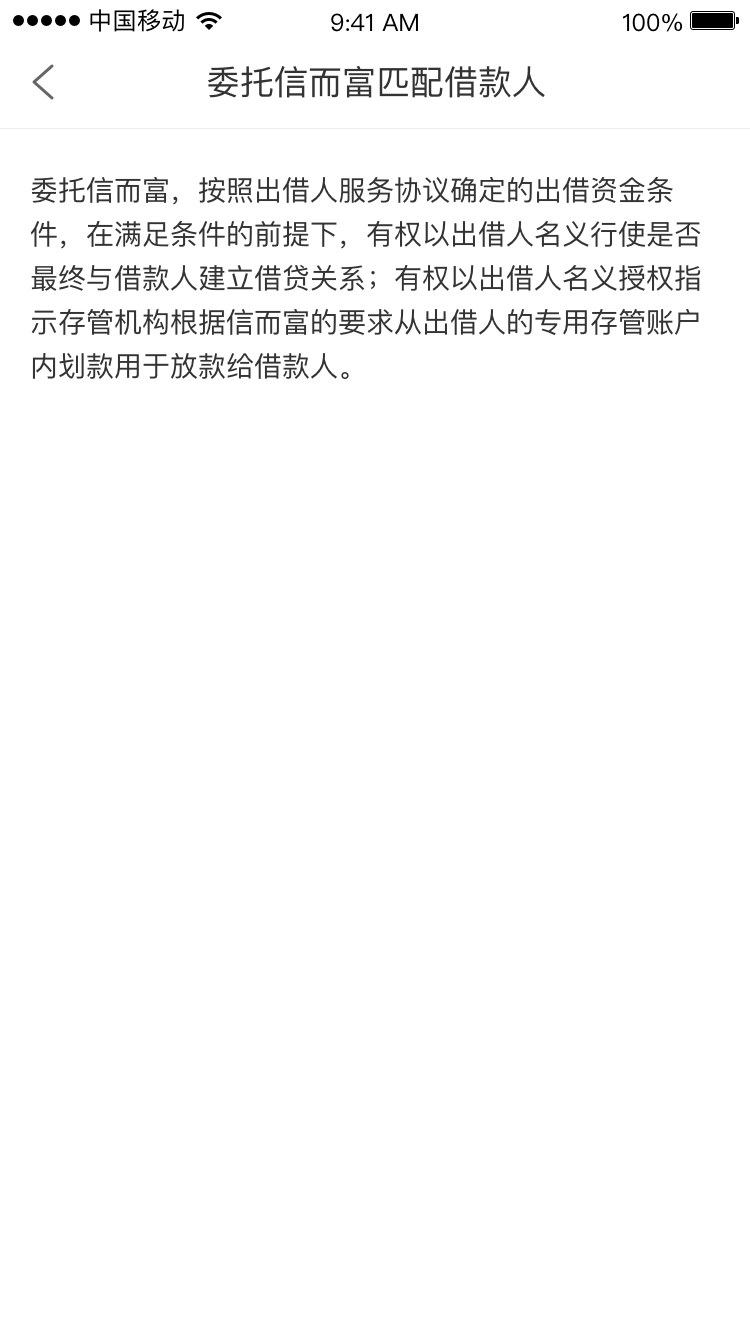 中国移动 9:41 AM 100%
委托信而富匹配借款人
委托信而富，按照出借人服务协议确定的出借资金条
件，在满足条件的前提下，有权以出借人名义行使是否
最终与借款人建立借贷关系；有权以出借人名义授权指
示存管机构根据信而富的要求从出借人的专用存管账户
内划款用于放款给借款人。